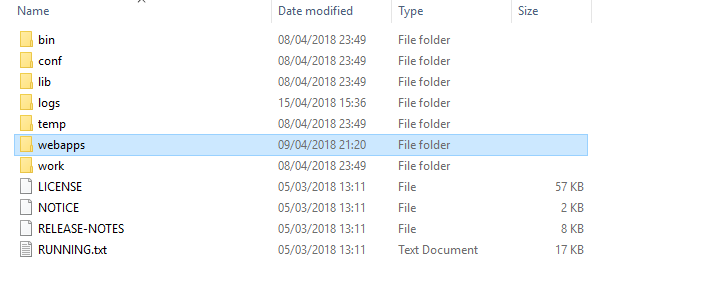 Name Date modified Type Size
bin 08/04/2018 23:49 File folder
conf 08/04/2018 23:49 File folder
lib 08/04/2018 23:49 File folder
logs 15/04/2018 15:36 File folder
temp 08/04/2018 23:49 File folder
webapps 09/04/2018 21:20 File folder
work 08/04/2018 23:49 File folder
LICENSE 05/03/2018 13:11 File 57 KB
NOTICE 05/03/2018 13:11 File 2 KB
RELEASE-NOTES 05/03/2018 13:11 File 8 KB
RUNNING.txt 05/03/2018 13:11 Text Document 17 KB